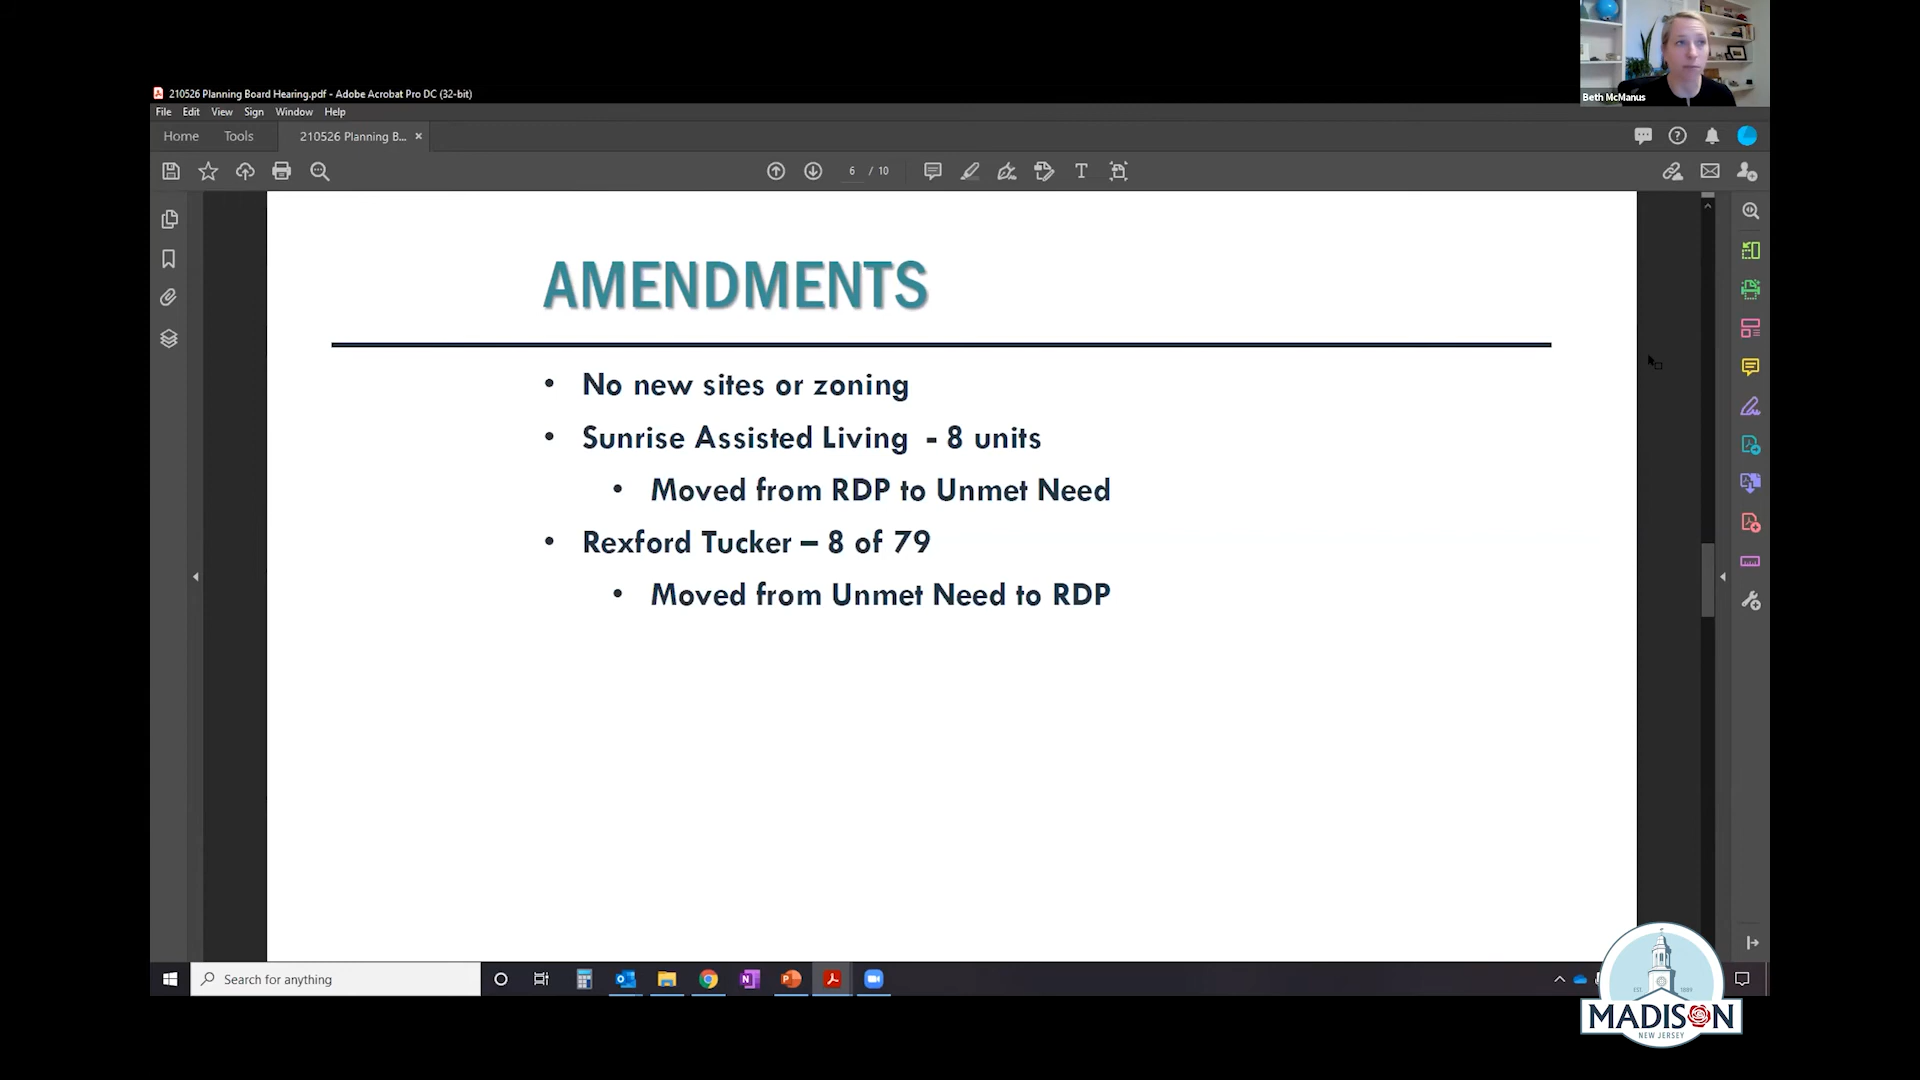 Beth McManus
210526 Planning Board Hearing.pdf - Adobe Acrobat Pro DC (32-bit)
File Edit View Sign Window Help
Home Tools 210526 Planning B... ×
6 / 10
AMENDMENTS
• No new sites or zoning
• Sunrise Assisted Living - 8 units
• Moved from RDP to Unmet Need
• Rexford Tucker – 8 of 79
• Moved from Unmet Need to RDP
Search for anything
EST 1889
MADISON
NEW JERSEY